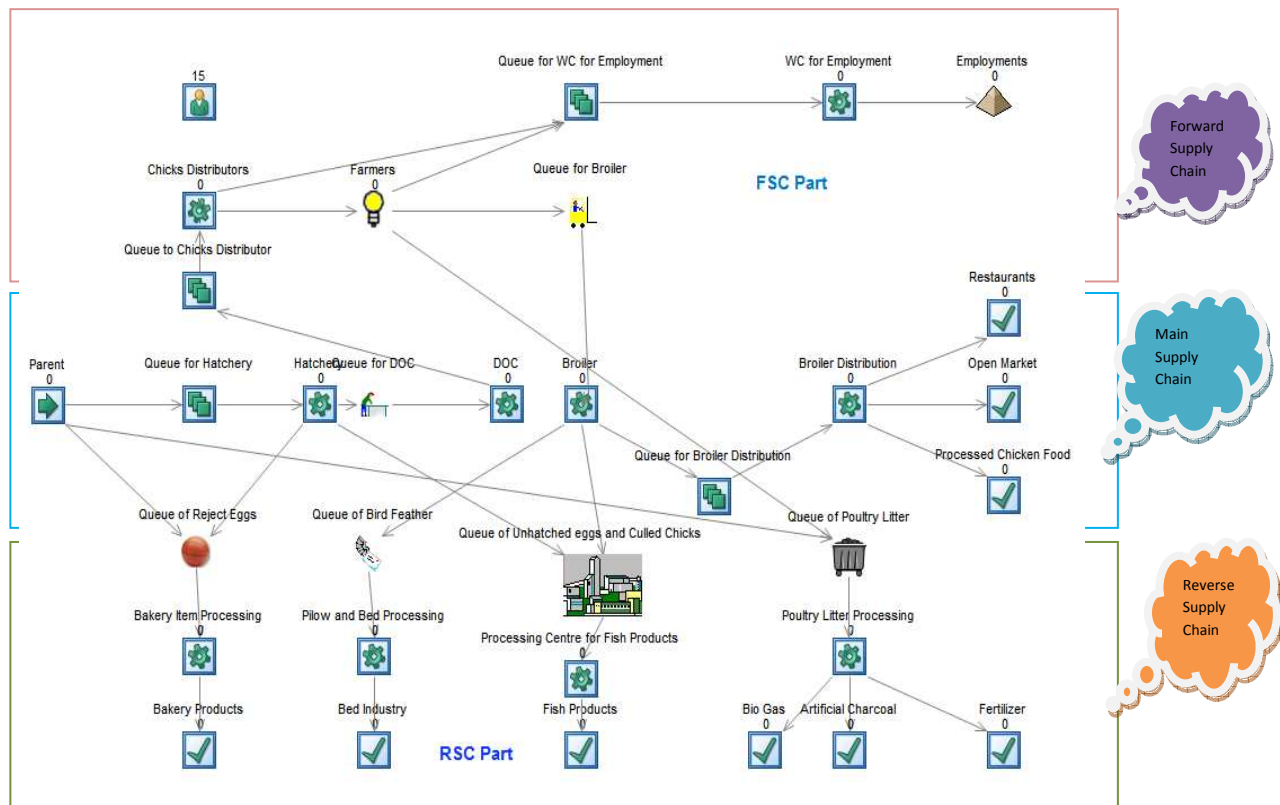 Queue for WC for Employment
WC for Employment
0
Employments
0
15
Forward
Supply
Chain
Chicks Distributors
0
Farmers
0
Queue for Broiler
FSC Part
Queue to Chicks Distributor
Restaurants
0
Main
Supply
Chain
Parent
0
Queue for Hatchery
Hatchery
0
Queue for DOC
DOC
0
Broiler
0
Broiler Distribution
0
Open Market
0
Queue for Broiler Distribution
Processed Chicken Food
0
Queue of Reject Eggs
Queue of Bird Feather
Queue of Unhatched eggs and Culled Chicks
Queue of Poultry Litter
Reverse
Supply
Chain
Bakery Item Processing
0
Pilow and Bed Processing
0
Processing Centre for Fish Products
0
Poultry Litter Processing
0
Bakery Products
0
Bed Industry
0
Fish Products
0
Bio Gas
0
Artificial Charcoal
0
Fertilizer
0
RSC Part